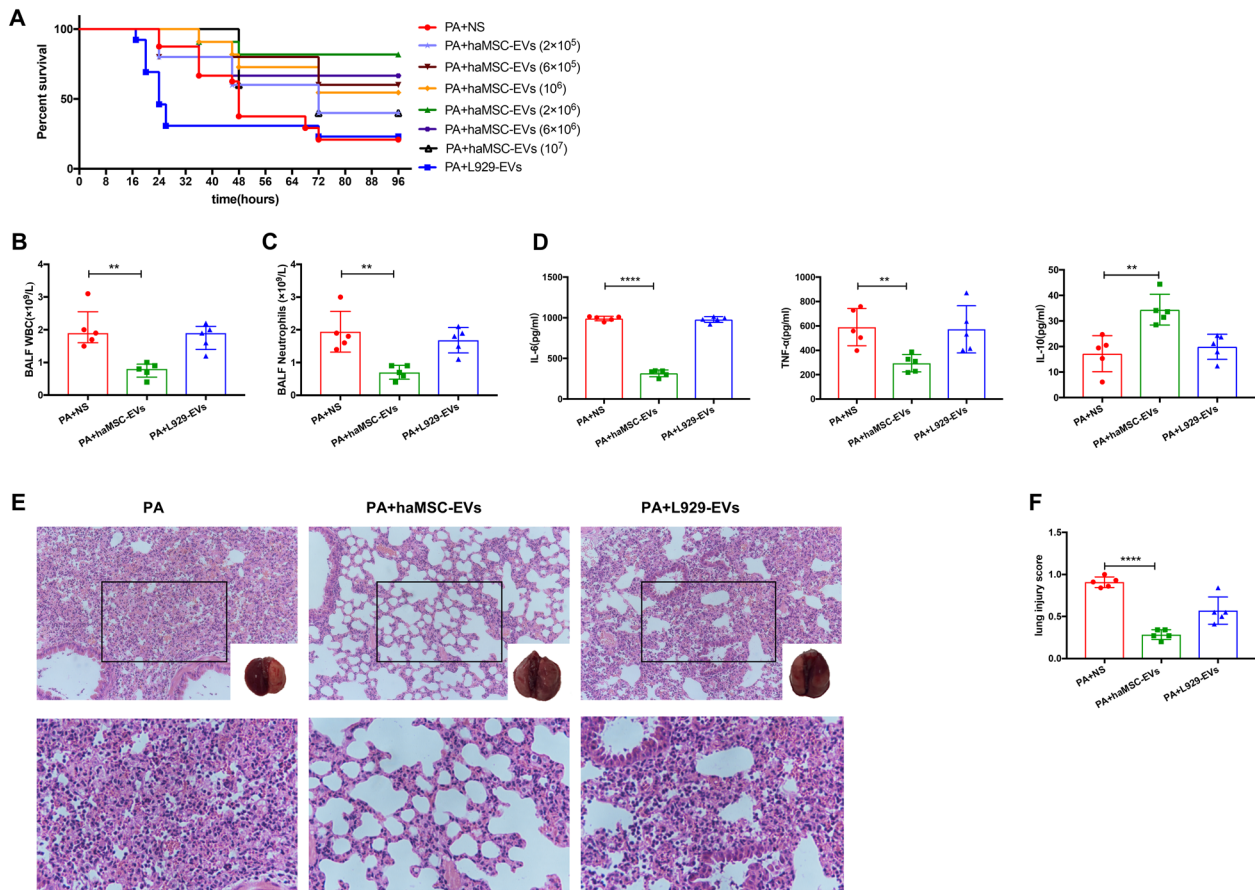 A
Percent survival
100
50
0
0 8 16 24 32 40 48 56 64 72 80 88 96
time(hours)
PA+NS
PA+haMSC-EVs (2×10⁵)
PA+haMSC-EVs (6×10⁵)
PA+haMSC-EVs (10⁶)
PA+haMSC-EVs (2×10⁶)
PA+haMSC-EVs (6×10⁶)
PA+haMSC-EVs (10⁷)
PA+L929-EVs
B
BALF WBC(×10⁹/L)
4
3
2
1
0
**
PA+NS
PA+haMSC-EVs
PA+L929-EVs
C
BALF Neutrophils (×10⁹/L)
4
3
2
1
0
**
PA+NS
PA+haMSC-EVs
PA+L929-EVs
D
IL-6(pg/ml)
1500
1000
500
0
****
PA+NS
PA+haMSC-EVs
PA+L929-EVs
TNF-α(pg/ml)
1000
800
600
400
200
0
**
PA+NS
PA+haMSC-EVs
PA+L929-EVs
IL-10(pg/ml)
50
40
30
20
10
0
**
PA+NS
PA+haMSC-EVs
PA+L929-EVs
E
PA
PA+haMSC-EVs
PA+L929-EVs
F
lung injury score
1.5
1.0
0.5
0.0
****
PA+NS
PA+haMSC-EVs
PA+L929-EVs